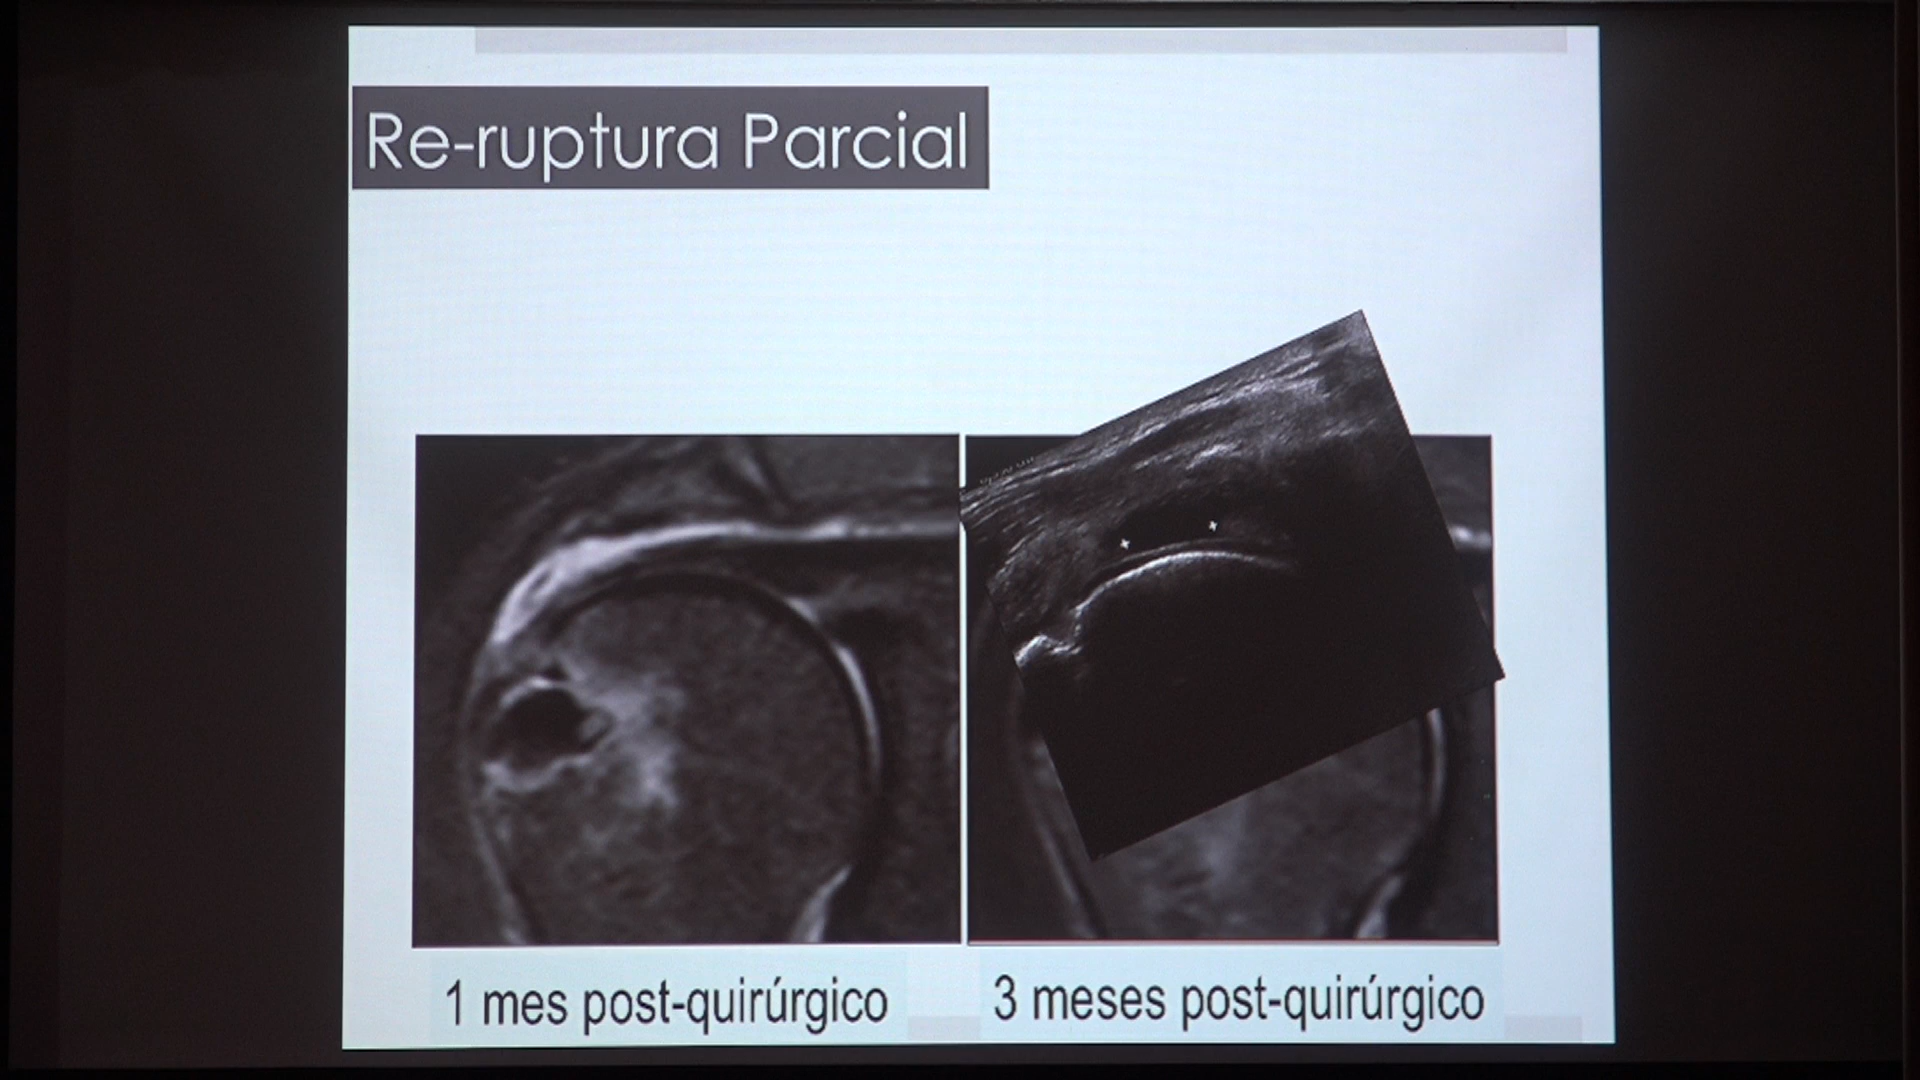 Re-ruptura Parcial
1 mes post-quirúrgico
3 meses post-quirúrgico